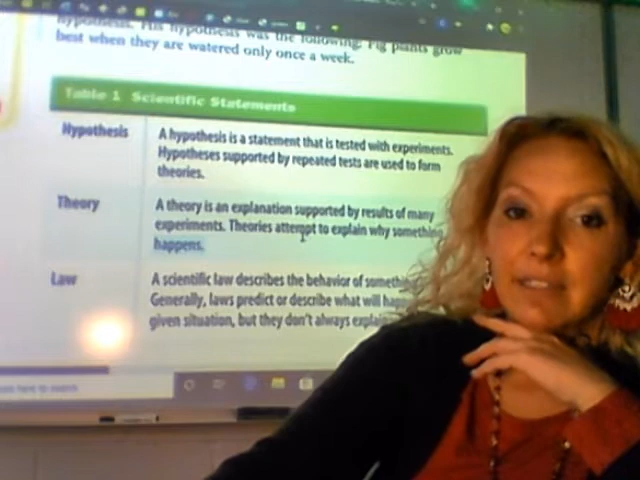 hypothesis. His hypothesis was the following: Fig plants grow
best when they are watered only once a week.
Table 1 Scientific Statements
Hypothesis
A hypothesis is a statement that is tested with experiments.
Hypotheses supported by repeated tests are used to form
theories.
Theory
A theory is an explanation supported by results of many
experiments. Theories attempt to explain why something
happens.
Law
A scientific law describes the behavior of someth
Generally, laws predict or describe what will hap
given situation, but they don't always explai